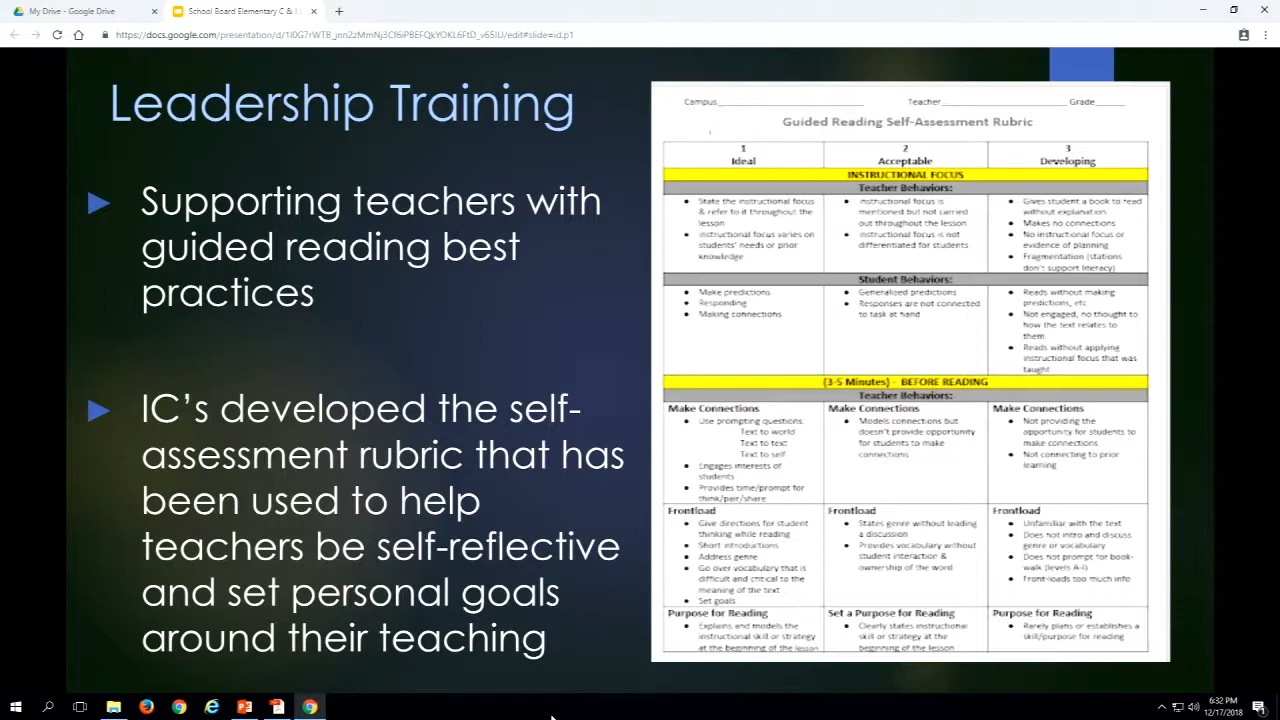 My Drive - Google Drive
School Board Elementary C & I
Leadership Training
Supporting teachers with
guided reading best
practices
IC's developed the self-
assessment rubric that has
been used to help
teachers be self-reflective
and set personal goals
around their reaching
Campus Teacher Grade
Guided Reading Self-Assessment Rubric
1 2 3
Ideal Acceptable Developing
INSTRUCTIONAL FOCUS
Teacher Behaviors:
State the instructional focus
& refer to it throughout the
lesson
Instructional focus varies on
students' needs or prior
knowledge
Instructional focus is
mentioned but not carried
out throughout the lesson
Instructional focus is not
differentiated for students
Gives student a book to read
without explanation
Makes no connections
No instructional focus or
evidence of planning
Fragmentation (stations
don't support literacy)
Student Behaviors:
Make predictions
Responding
Making connections
Generalized predictions
Responses are not connected
to task at hand
Reads without making
predictions, etc
Not engaged, no thought to
how the text relates to
them.
Reads without applying
instructional focus that was
taught
(3-5 Minutes) - BEFORE READING
Teacher Behaviors:
Make Connections
Use prompting questions:
Text to world
Text to text
Text to self
Engages interests of
students
Provides time/prompt for
think/pair/share
Make Connections
Models connections but
doesn't provide opportunity
for students to make
connections
Make Connections
Not providing the
opportunity for students to
make connections
Not connecting to prior
learning
Frontload
Give directions for student
thinking while reading
Short introductions
Address genre
Go over vocabulary that is
difficult and critical to the
meaning of the text
Set goals
Frontload
States genre without leading
a discussion
Provides vocabulary without
student interaction &
ownership of the word
Frontload
Unfamiliar with the text
Does not intro and discuss
genre or vocabulary
Does not prompt for book-
walk (levels A-I)
Front-loads too much info
Purpose for Reading
Explains and models the
instructional skill or strategy
at the beginning of the lesson
Set a Purpose for Reading
Clearly states instructional
skill or strategy at the
beginning of the lesson
Purpose for Reading
Rarely plans or establishes a
skill/purpose for reading
6:32 PM
12/17/2018